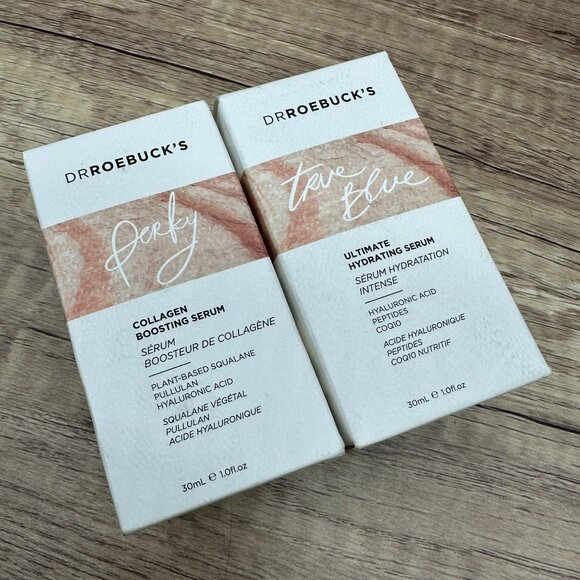 DRROEBUCK'S
perky
COLLAGEN
BOOSTING SERUM
SÉRUM
BOOSTEUR DE COLLAGÈNE
PLANT-BASED SQUALANE
PULLULAN
HYALURONIC ACID
SQUALANE VÉGÉTAL
PULLULAN
ACIDE HYALURONIQUE
30mL e 1.0fl.oz
DRROEBUCK'S
true
Blue
ULTIMATE
HYDRATING SERUM
SÉRUM HYDRATATION
INTENSE
HYALURONIC ACID
PEPTIDES
COQ10
ACIDE HYALURONIQUE
PEPTIDES
COQ10 NUTRITIF
30mL e 1.0fl.oz